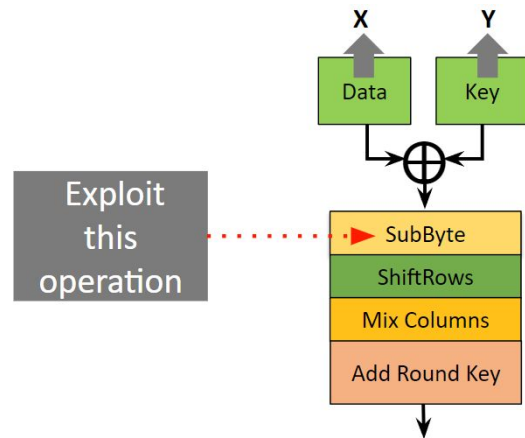 X Y
Data Key
Exploit
this
operation
SubByte
ShiftRows
Mix Columns
Add Round Key